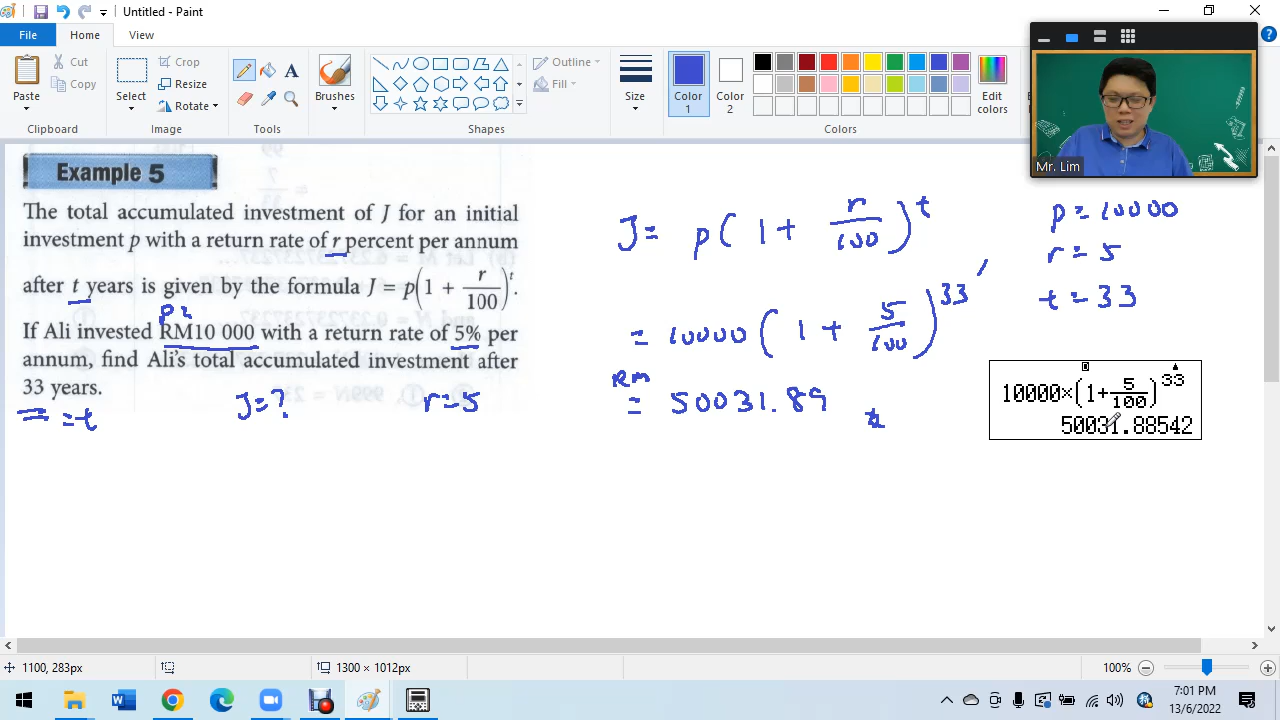 Untitled - Paint
File Home View
Paste
Cut
Copy
Clipboard
Select
Crop
Resize
Rotate
Image
Tools
Brushes
Outline
Fill
Shapes
Size
Color 1
Color 2
Edit colors
Colors
Mr. Lim
Example 5
The total accumulated investment of J for an initial
investment p with a return rate of r percent per annum
after t years is given by the formula J = p(1 + r/100)^t.
p=
If Ali invested RM10 000 with a return rate of 5% per
annum, find Ali's total accumulated investment after
33 years.
= t
J = ?
r = 5
J = p(1 + r/100)^t
= 10000(1 + 5/100)^33
RM
= 50031.89
p = 10000
r = 5
t = 33
10000×(1+5/100)^33
50031.88542
1100, 283px
1300 × 1012px
100%
7:01 PM
13/6/2022